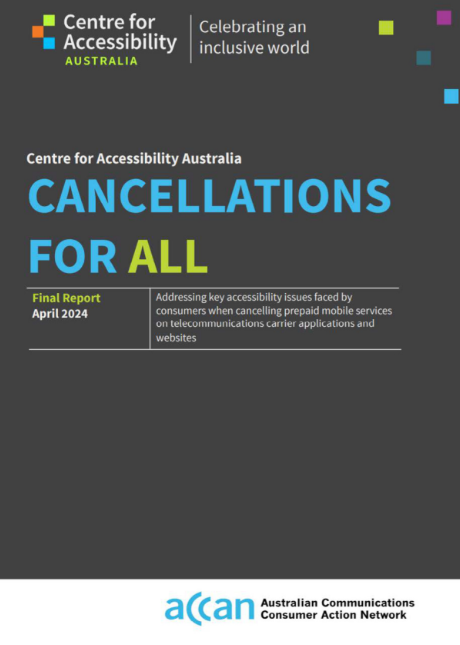 Centre for
Accessibility
AUSTRALIA
Celebrating an
inclusive world
Centre for Accessibility Australia
CANCELLATIONS
FOR ALL
Final Report
April 2024
Addressing key accessibility issues faced by
consumers when cancelling prepaid mobile services
on telecommunications carrier applications and
websites
accan
Australian Communications
Consumer Action Network